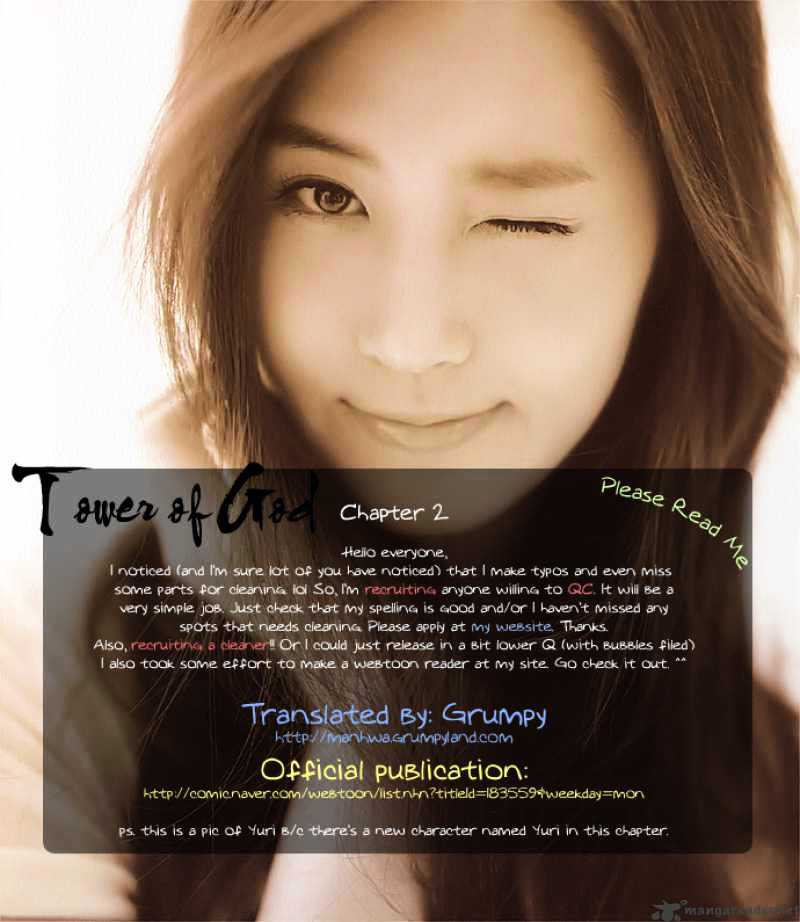 Tower of God Chapter 2
Please Read Me
Hello everyone,
I noticed (and I'm sure lot of you have noticed) that I make typos and even miss
some parts for cleaning. lol So, I'm recruiting anyone willing to QC. It will be a
very simple job. Just check that my spelling is good and/or I haven't missed any
spots that needs cleaning. Please apply at my website. Thanks.
Also, recruiting a cleaner!! Or I could just release in a bit lower Q (with bubbles filed)
I also took some effort to make a webtoon reader at my site. Go check it out. ^^
Translated by: Grumpy
http://manhwa.grumpyland.com
Official publication:
http://comic.naver.com/webtoon/list.nhn?titleId=183559&weekday=mon
ps. this is a pic of Yuri b/c there's a new character named Yuri in this chapter.
mangareader.net